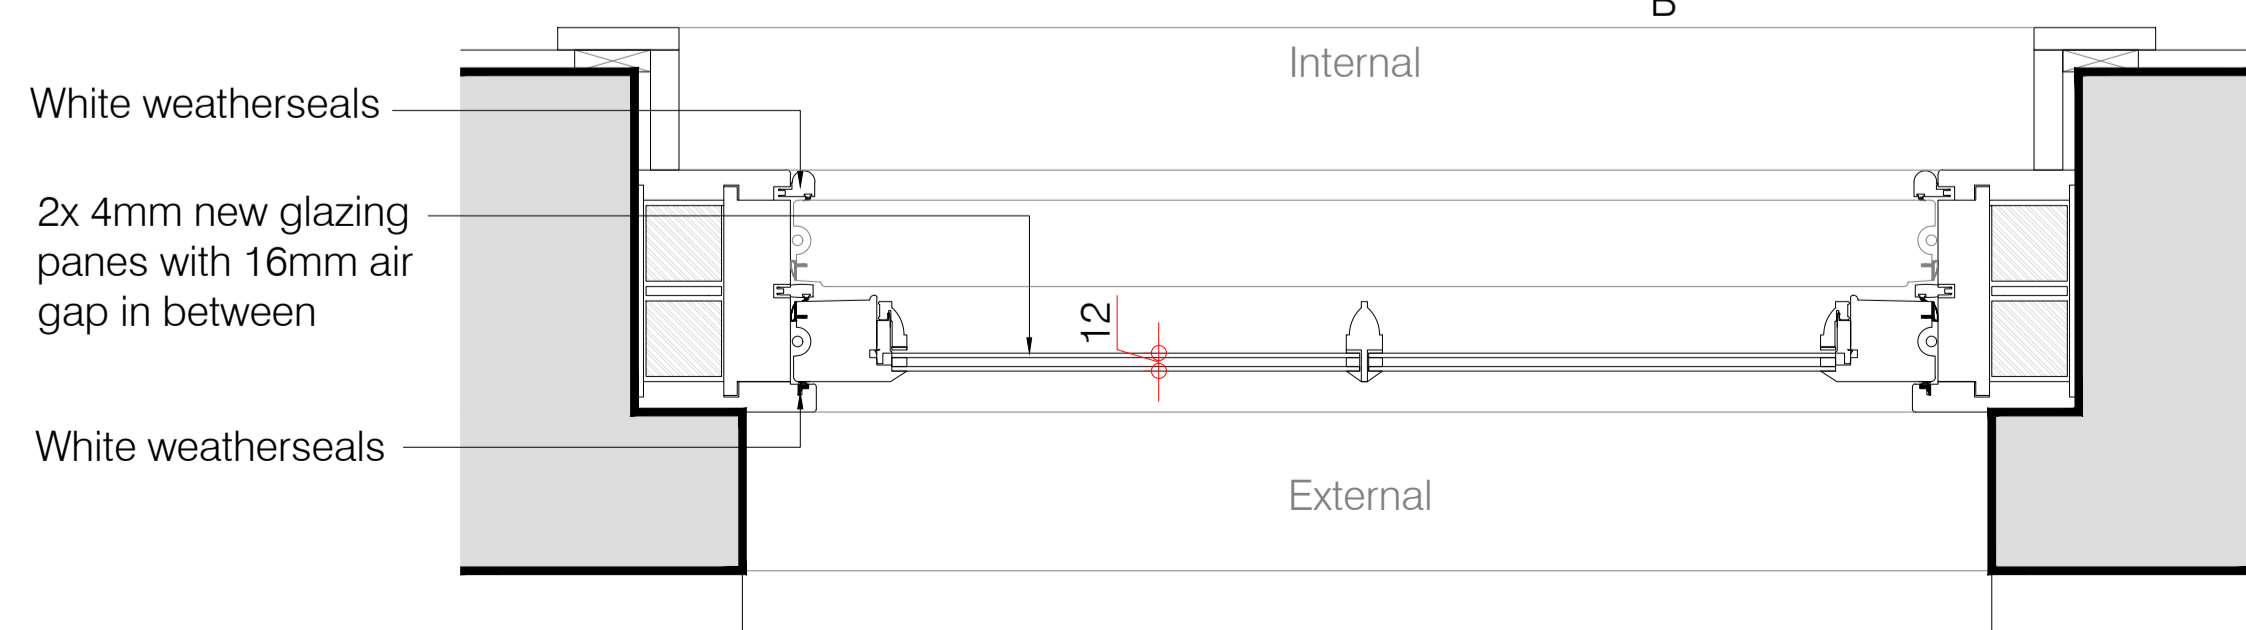 B
Internal
White weatherseals
2x 4mm new glazing
panes with 16mm air
gap in between
12
White weatherseals
External